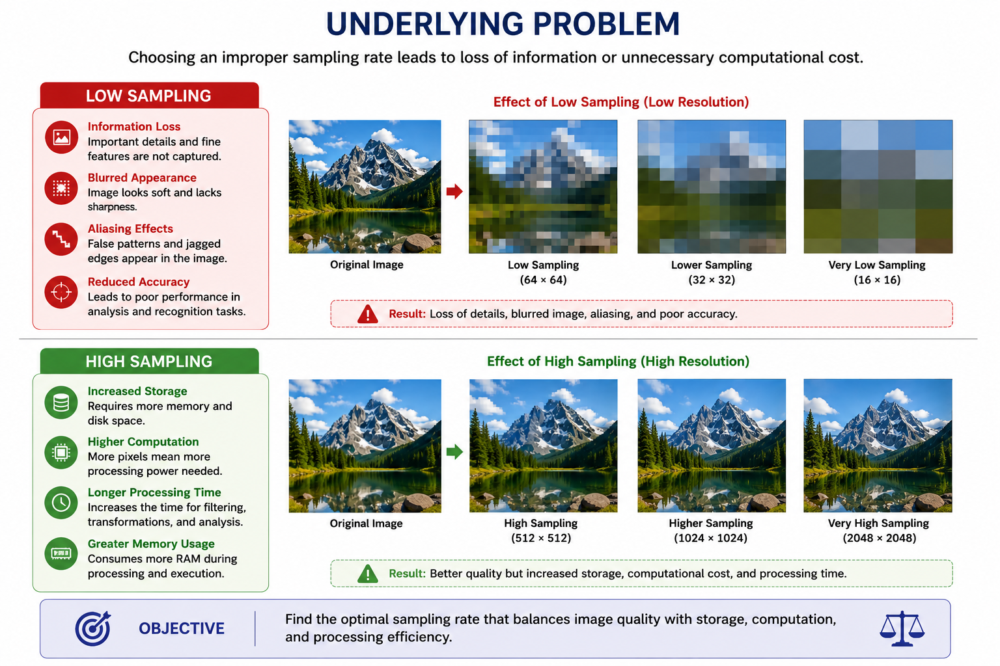 UNDERLYING PROBLEM
Choosing an improper sampling rate leads to loss of information or unnecessary computational cost.
LOW SAMPLING
Information Loss
Important details and fine
features are not captured.
Blurred Appearance
Image looks soft and lacks
sharpness.
Aliasing Effects
False patterns and jagged
edges appear in the image.
Reduced Accuracy
Leads to poor performance in
analysis and recognition tasks.
Effect of Low Sampling (Low Resolution)
Original Image
Low Sampling
(64 × 64)
Lower Sampling
(32 × 32)
Very Low Sampling
(16 × 16)
Result: Loss of details, blurred image, aliasing, and poor accuracy.
HIGH SAMPLING
Increased Storage
Requires more memory and
disk space.
Higher Computation
More pixels mean more
processing power needed.
Longer Processing Time
Increases the time for filtering,
transformations, and analysis.
Greater Memory Usage
Consumes more RAM during
processing and execution.
Effect of High Sampling (High Resolution)
Original Image
High Sampling
(512 × 512)
Higher Sampling
(1024 × 1024)
Very High Sampling
(2048 × 2048)
Result: Better quality but increased storage, computational cost, and processing time.
OBJECTIVE
Find the optimal sampling rate that balances image quality with storage, computation,
and processing efficiency.